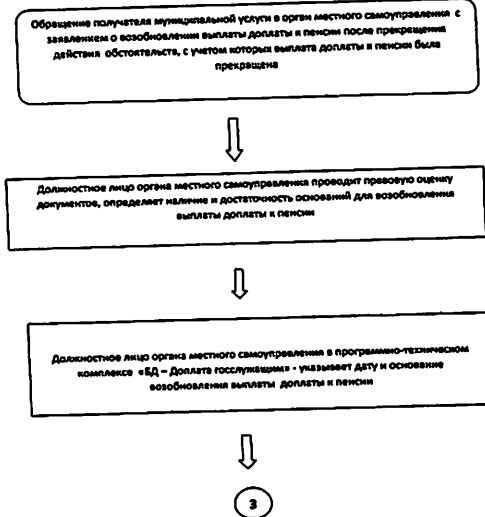 Обращение получателя муниципальной услуги в орган местного самоуправления с
заявлением о возобновлении выплаты доплаты к пенсии после прекращения
действия обстоятельств, с учетом которых выплата доплаты к пенсии была
прекращена
Должностное лицо органа местного самоуправления проводит правовую оценку
документов, определяет наличие и достаточность оснований для возобновления
выплаты доплаты к пенсии
Должностное лицо органа местного самоуправления в программно-техническом
комплексе «БД – Доплата госслужащим» - указывает дату и основание
возобновления выплаты доплаты к пенсии
3